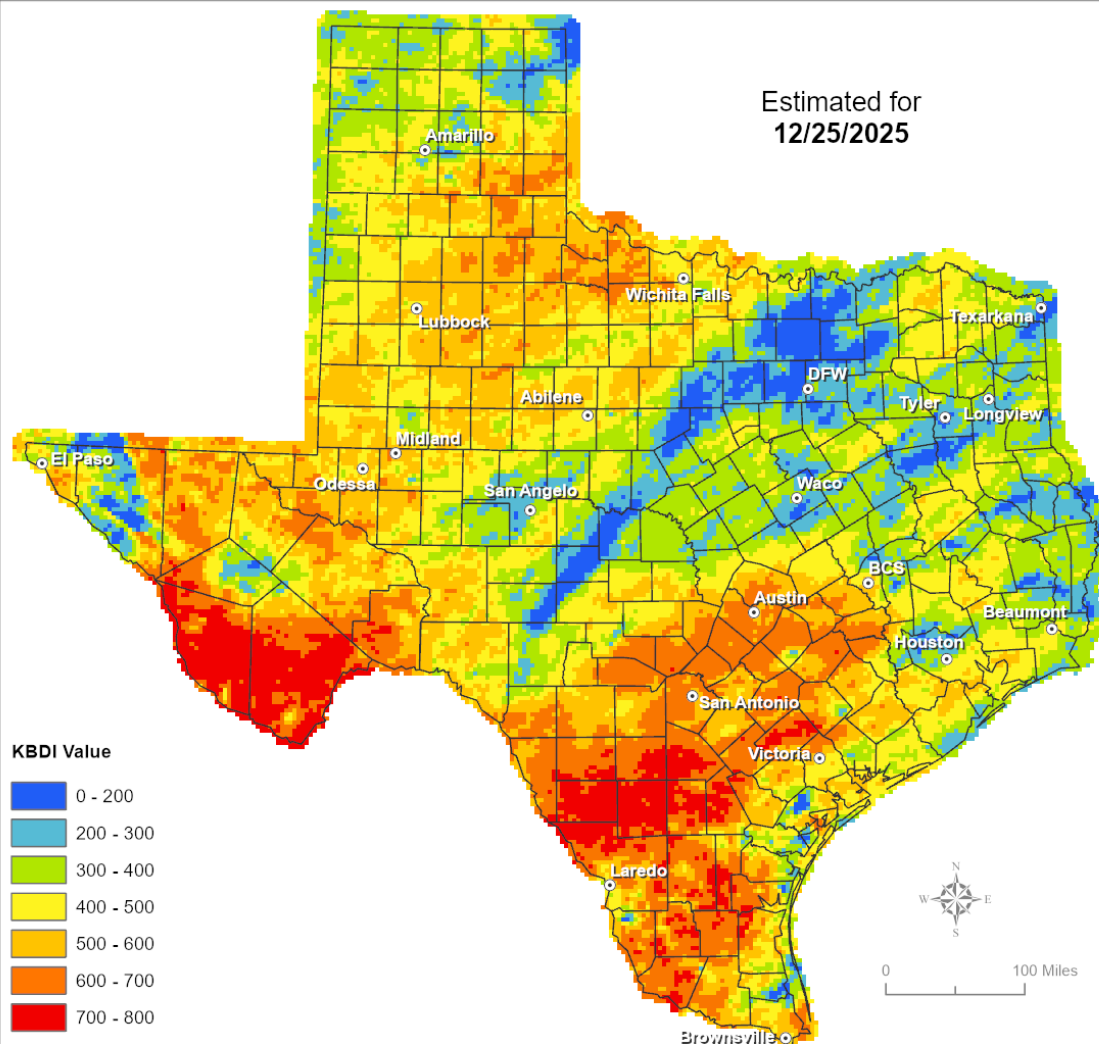 Estimated for
12/25/2025
Amarillo
Wichita Falls
Lubbock
Texarkana
DFW
Abilene
Tyler
Longview
Midland
El Paso
Odessa
San Angelo
Waco
BCS
Austin
Beaumont
Houston
San Antonio
Victoria
Laredo
Brownsville
KBDI Value
0 - 200
200 - 300
300 - 400
400 - 500
500 - 600
600 - 700
700 - 800
N
W E
S
0 100 Miles